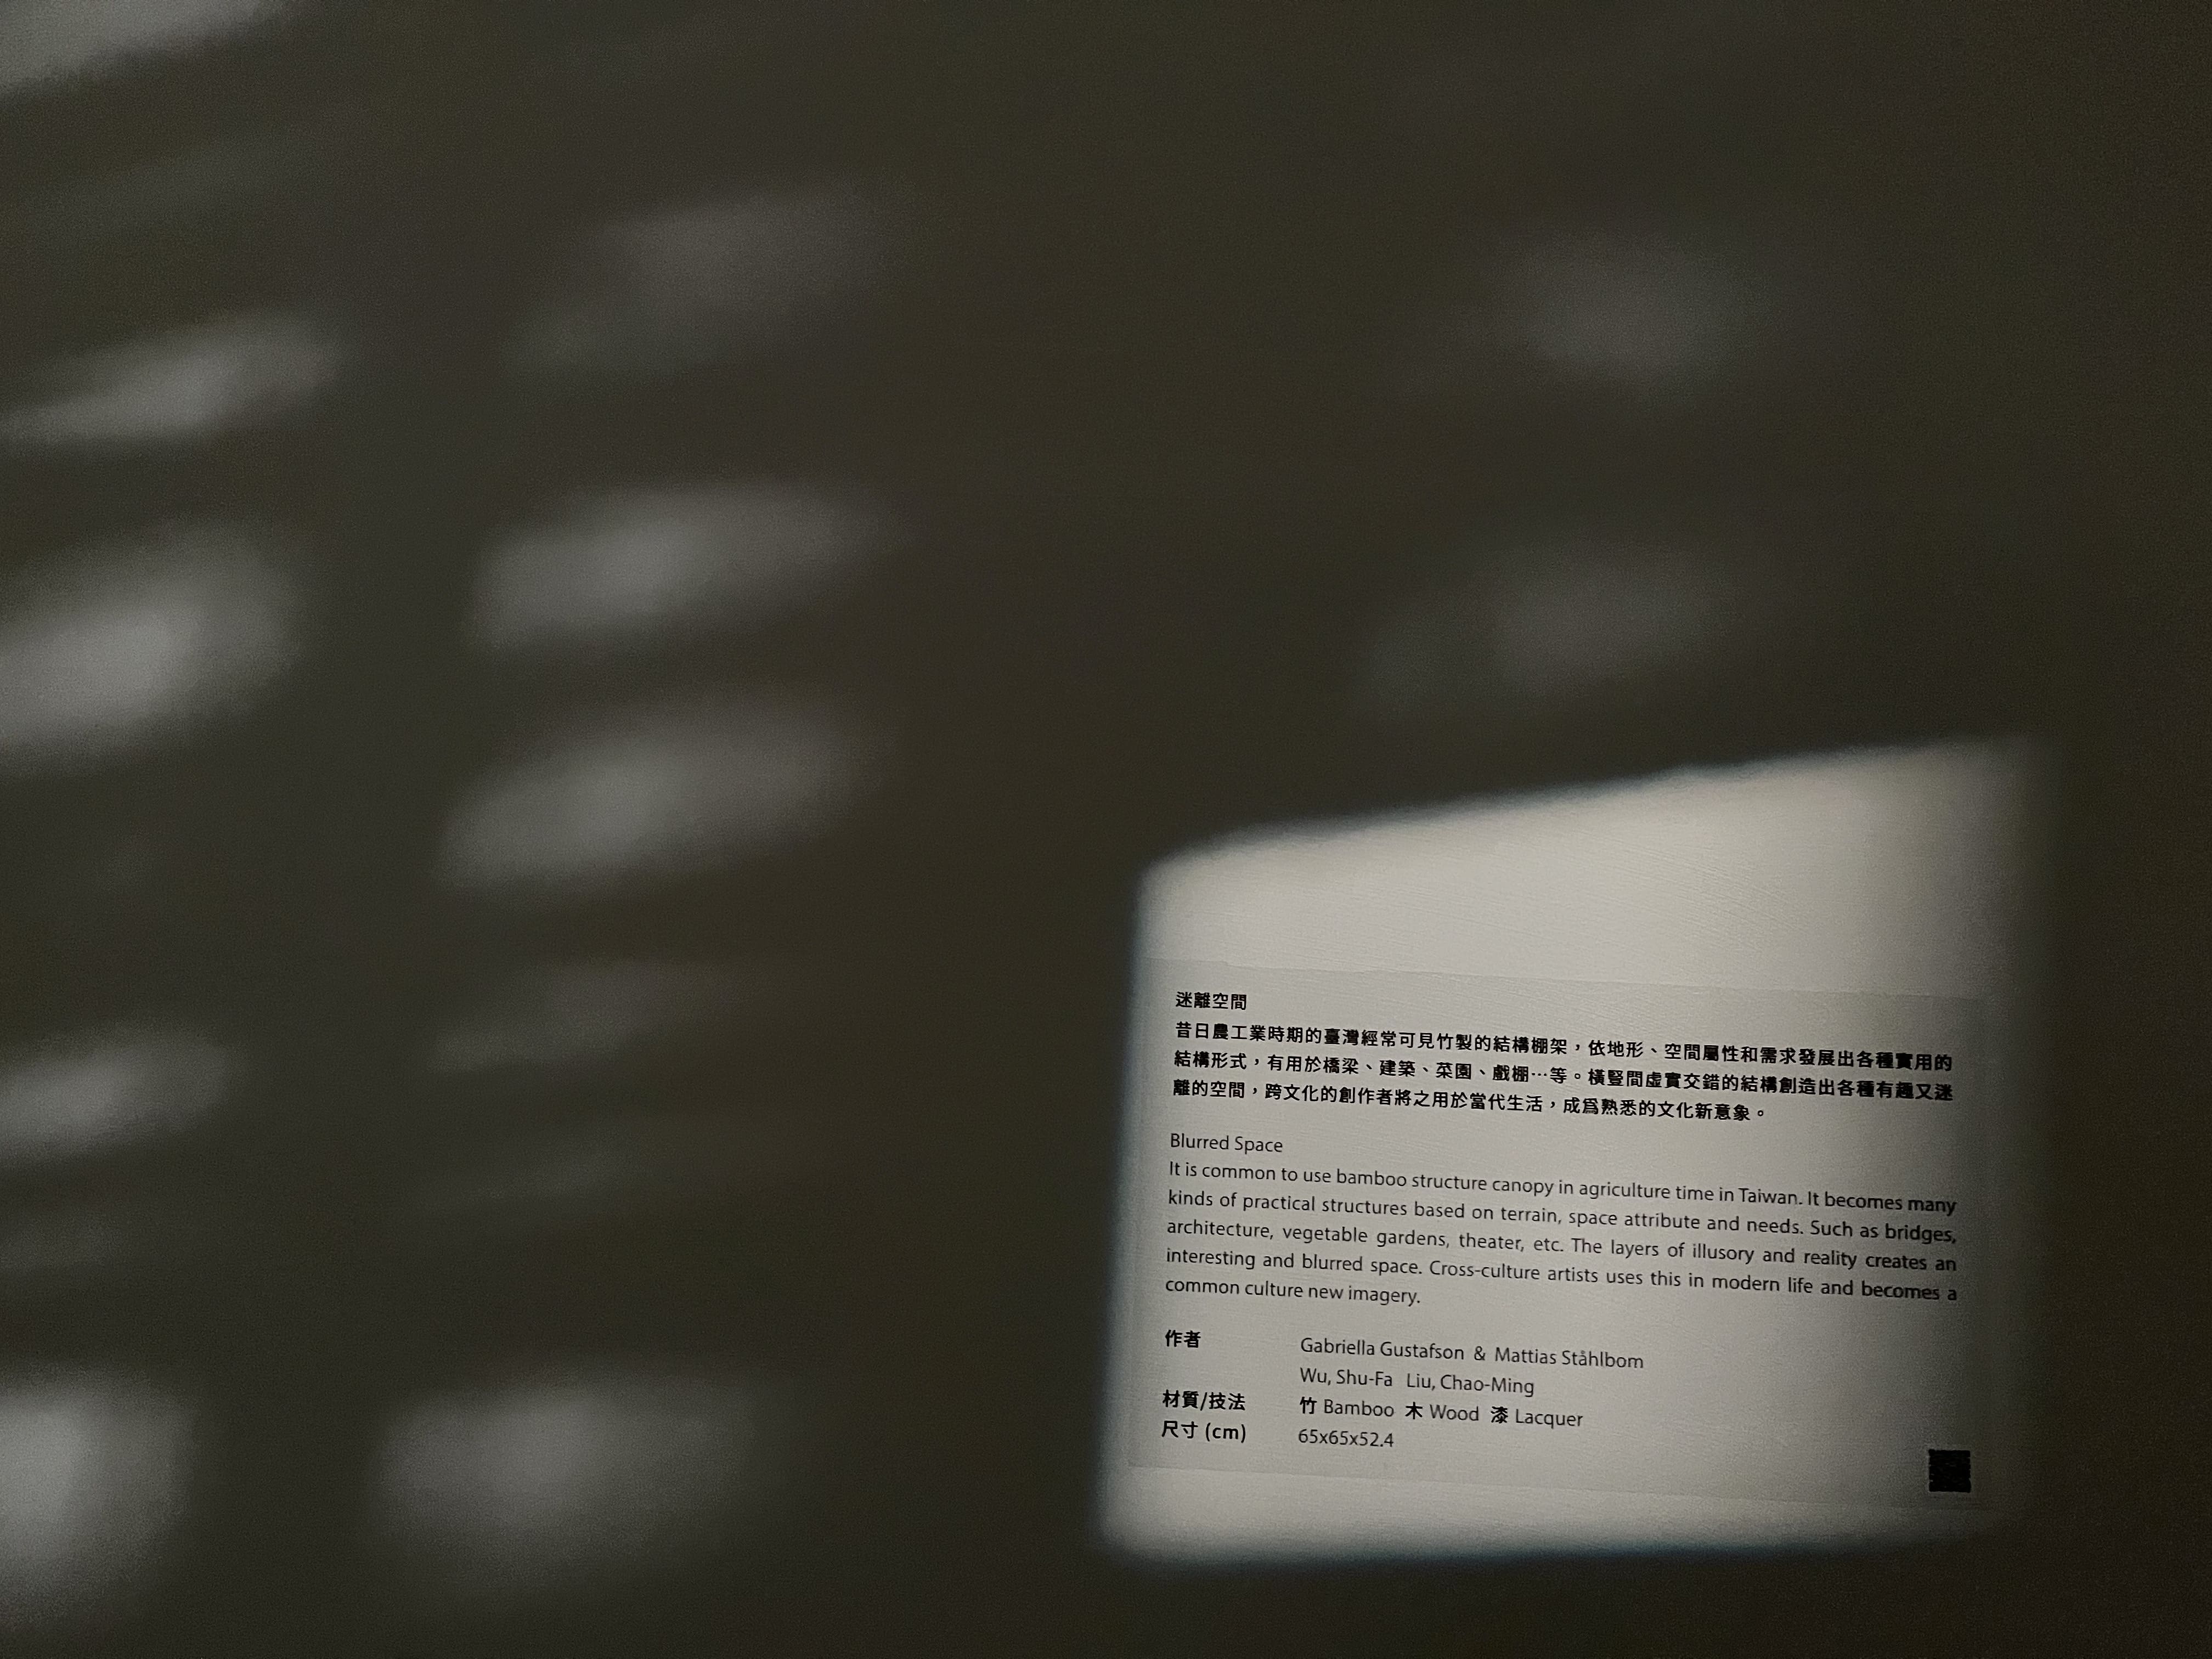 迷離空間
昔日農工業時期的臺灣經常可見竹製的結構棚架，依地形、空間屬性和需求發展出各種實用的
結構形式，有用於橋梁、建築、菜園、戲棚⋯等。橫豎間虛實交錯的結構創造出各種有趣又迷
離的空間，跨文化的創作者將之用於當代生活，成為熟悉的文化新意象。
Blurred Space
It is common to use bamboo structure canopy in agriculture time in Taiwan. It becomes many
kinds of practical structures based on terrain, space attribute and needs. Such as bridges,
architecture, vegetable gardens, theater, etc. The layers of illusory and reality creates an
interesting and blurred space. Cross-culture artists uses this in modern life and becomes a
common culture new imagery.
作者 Gabriella Gustafson & Mattias Ståhlbom
Wu, Shu-Fa Liu, Chao-Ming
材質/技法 竹 Bamboo 木 Wood 漆 Lacquer
尺寸 (cm) 65x65x52.4